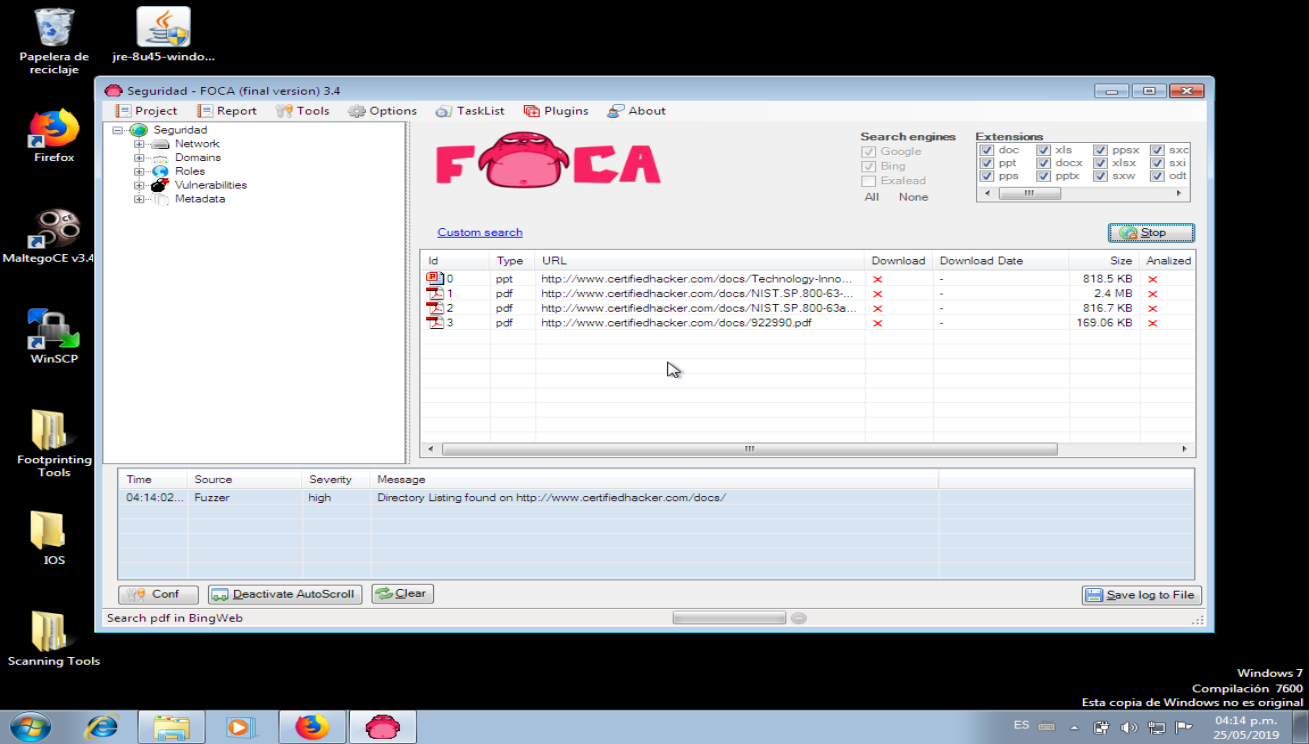 Papelera de
reciclaje
jre-8u45-windo...
Firefox
MaltegoCE v3.4
WinSCP
Footprinting
Tools
IOS
Scanning Tools
Seguridad - FOCA (final version) 3.4
Project Report Tools Options TaskList Plugins About
Seguridad
Network
Domains
Roles
Vulnerabilities
Metadata
FOCA
Search engines
Google
Bing
Exalead
All None
Extensions
doc xls ppsx sxc
ppt docx xlsx sxi
pps pptx sxw odt
Custom search
Stop
Id Type URL Download Download Date Size Analized
0 ppt http://www.certifiedhacker.com/docs/Technology-Inno... - 818.5 KB
1 pdf http://www.certifiedhacker.com/docs/NIST.SP.800-63-... - 2.4 MB
2 pdf http://www.certifiedhacker.com/docs/NIST.SP.800-63a... - 816.7 KB
3 pdf http://www.certifiedhacker.com/docs/922990.pdf - 169.06 KB
Time Source Severity Message
04:14:02... Fuzzer high Directory Listing found on http://www.certifiedhacker.com/docs/
Conf Deactivate AutoScroll Clear Save log to File
Search pdf in BingWeb
Windows 7
Compilación 7600
Esta copia de Windows no es original
ES
04:14 p.m.
25/05/2019